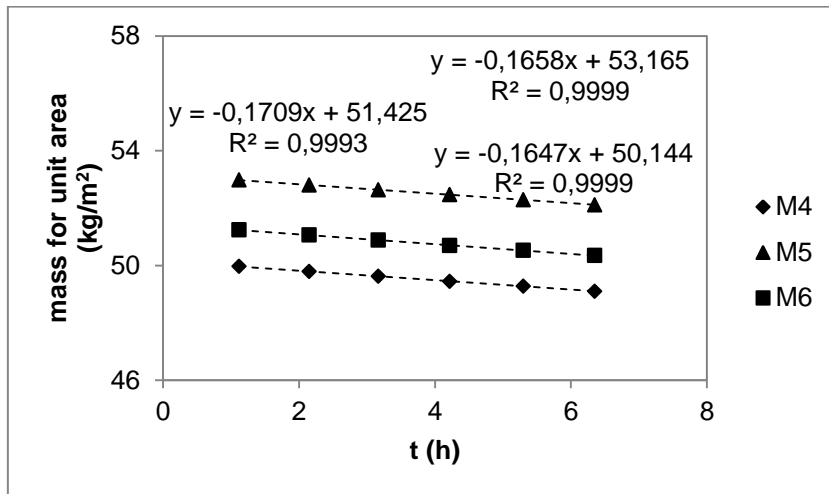 58
54
50
46
mass for unit area
(kg/m²)
y = -0,1658x + 53,165
R² = 0,9999
y = -0,1709x + 51,425
R² = 0,9993
y = -0,1647x + 50,144
R² = 0,9999
0 2 4 6 8
t (h)
M4
M5
M6